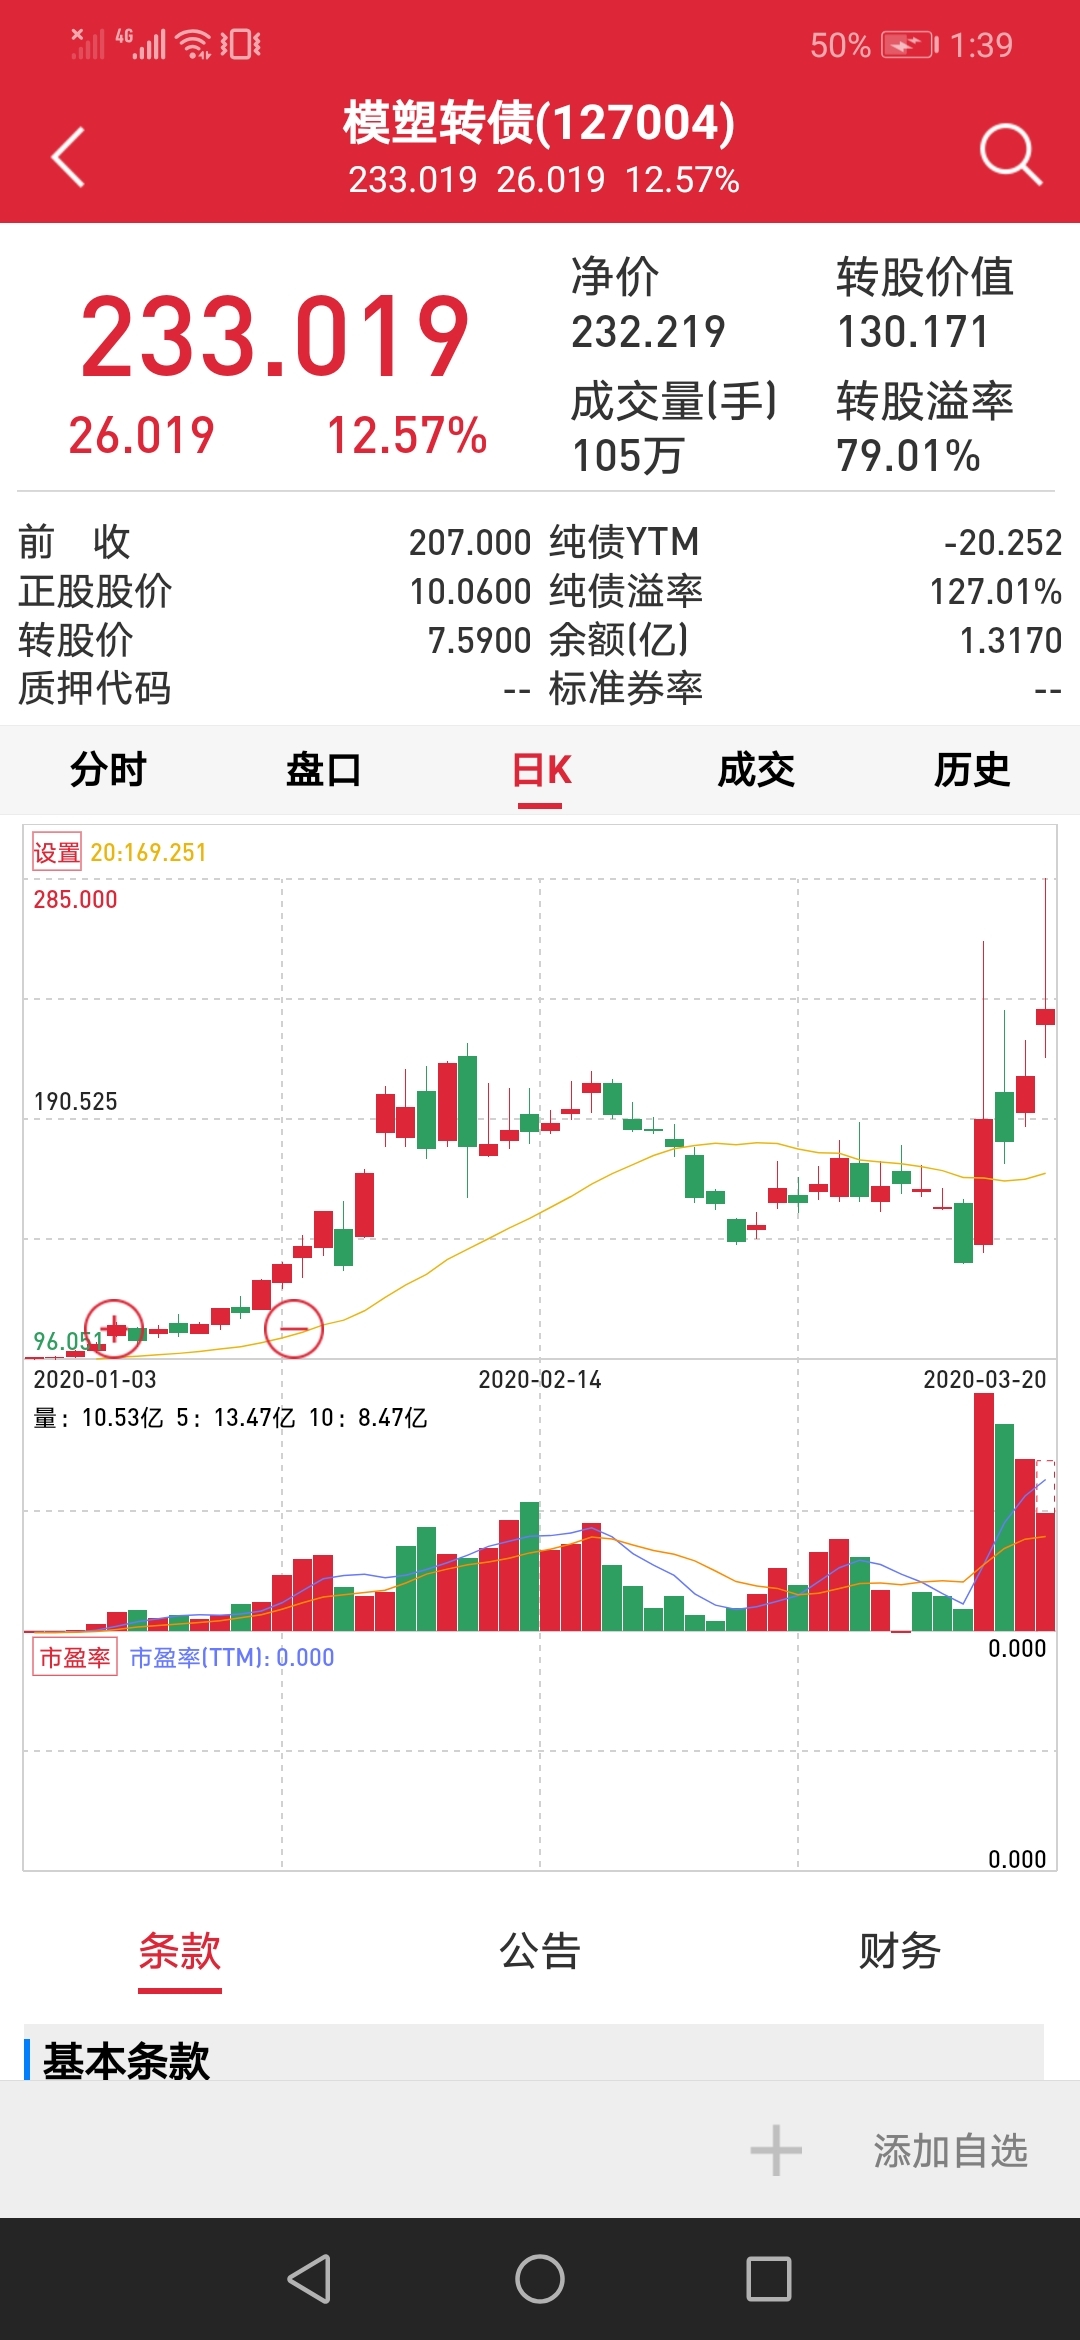 4G
50% 1:39
模塑转债(127004)
233.019 26.019 12.57%
233.019
26.019 12.57%
净价 转股价值
232.219 130.171
成交量(手) 转股溢率
105万 79.01%
前 收 207.000 纯债YTM -20.252
正股股价 10.0600 纯债溢率 127.01%
转股价 7.5900 余额(亿) 1.3170
质押代码 -- 标准券率 --
分时 盘口 日K 成交 历史
设置 20:169.251
285.000
190.525
96.051
2020-01-03 2020-02-14 2020-03-20
量: 10.53亿 5: 13.47亿 10: 8.47亿
市盈率 市盈率(TTM): 0.000 0.000
0.000
条款 公告 财务
基本条款
添加自选